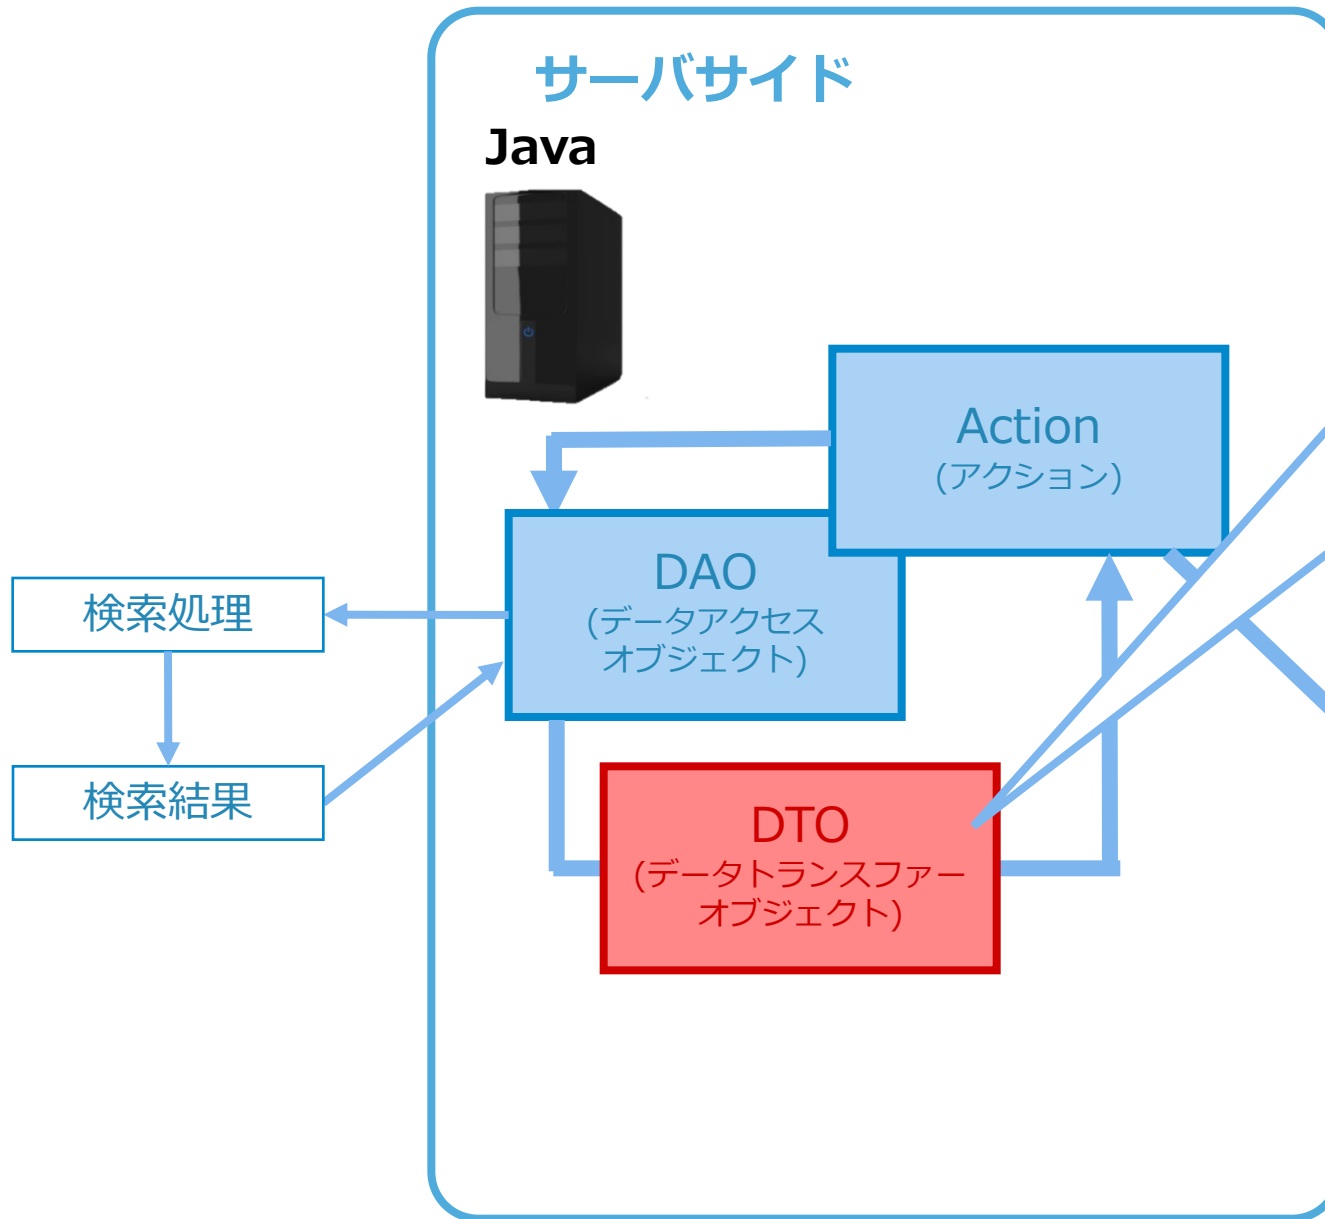 サーバサイド
Java
Action
(アクション)
DAO
(データアクセス
オブジェクト)
検索処理
検索結果
DTO
(データトランスファー
オブジェクト)